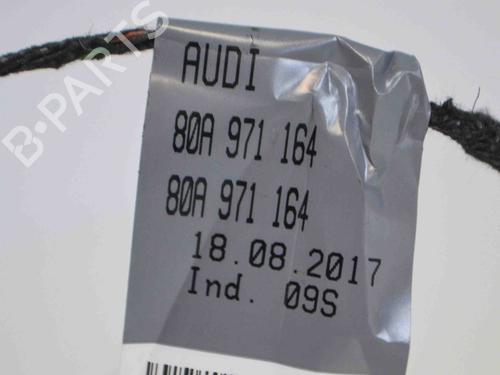 B-PARTS
AUDI
80A 971 164
80A 971 164
18.08.2017
Ind. 09S